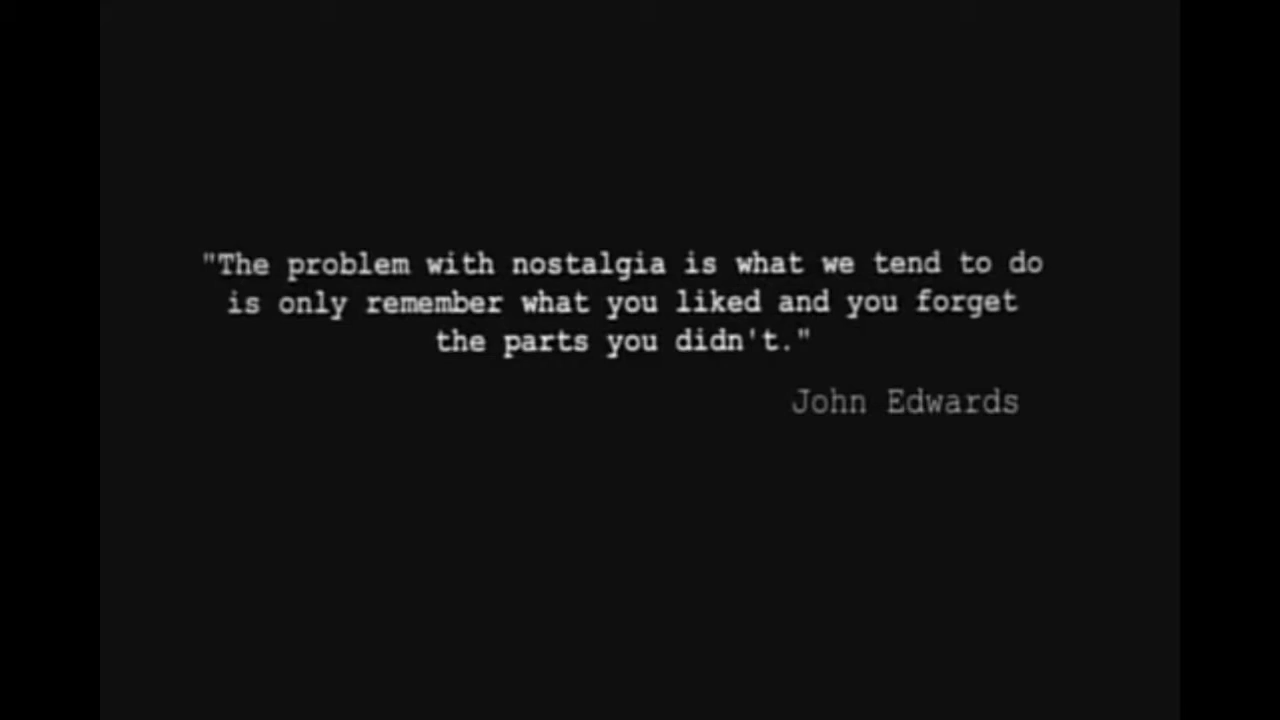 "The problem with nostalgia is what we tend to do
is only remember what you liked and you forget
the parts you didn't."
John Edwards